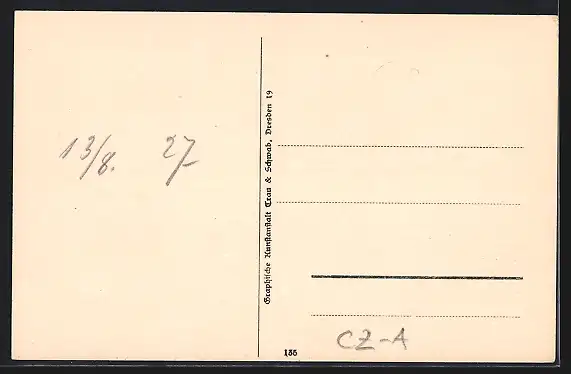 13/8. 27
Graphische Kunstanstalt Trau & Schwab, Dresden 19
CZ-A
135